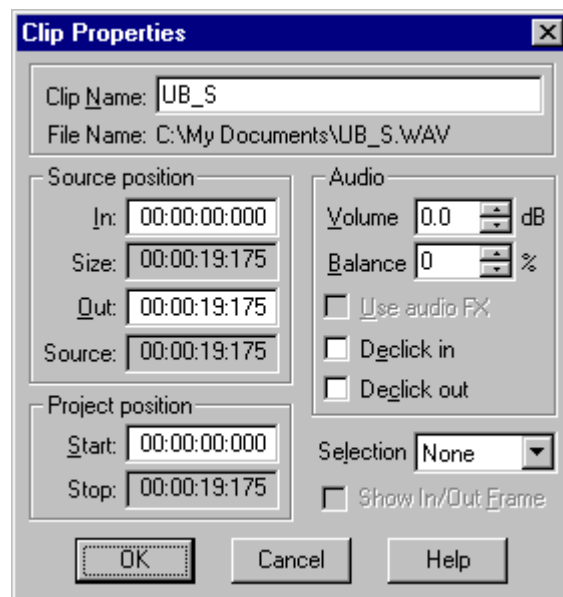 Clip Properties
Clip Name: UB_S
File Name: C:\My Documents\UB_S.WAV
Source position
In: 00:00:00:000
Size: 00:00:19:175
Out: 00:00:19:175
Source: 00:00:19:175
Project position
Start: 00:00:00:000
Stop: 00:00:19:175
Audio
Volume 0.0 dB
Balance 0 %
Use audio FX
Declick in
Declick out
Selection None
Show In/Out Frame
OK
Cancel
Help